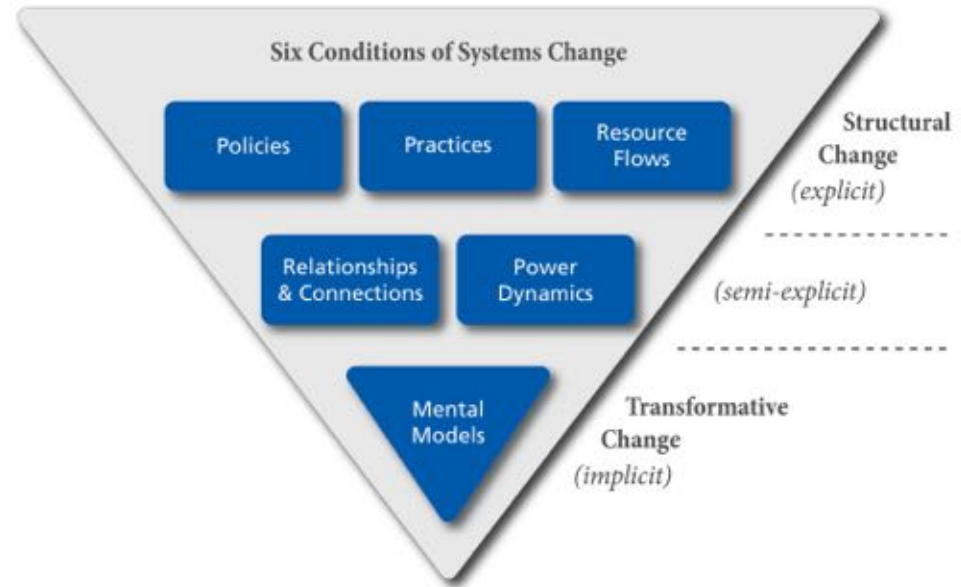 Six Conditions of Systems Change
Policies
Practices
Resource
Flows
Structural
Change
(explicit)
Relationships
& Connections
Power
Dynamics
(semi-explicit)
Mental
Models
Transformative
Change
(implicit)